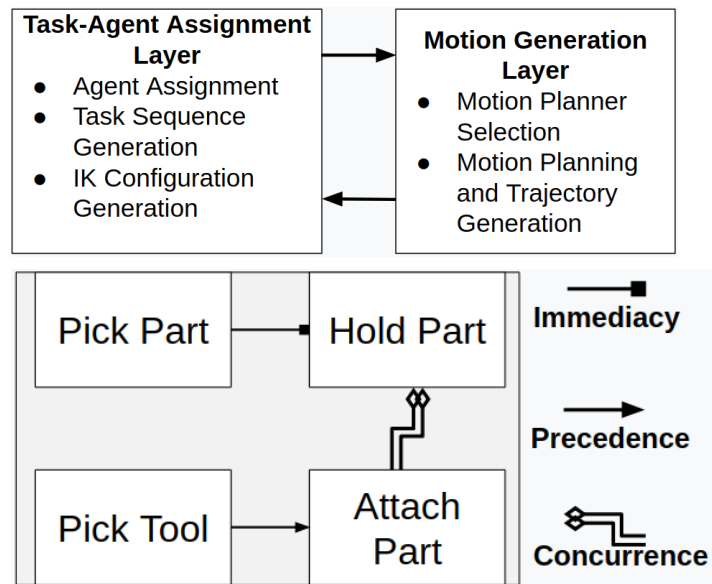 Task-Agent Assignment
Layer
● Agent Assignment
● Task Sequence
Generation
● IK Configuration
Generation
Motion Generation
Layer
● Motion Planner
Selection
● Motion Planning
and Trajectory
Generation
Pick Part
Hold Part
Pick Tool
Attach
Part
Immediacy
Precedence
Concurrence